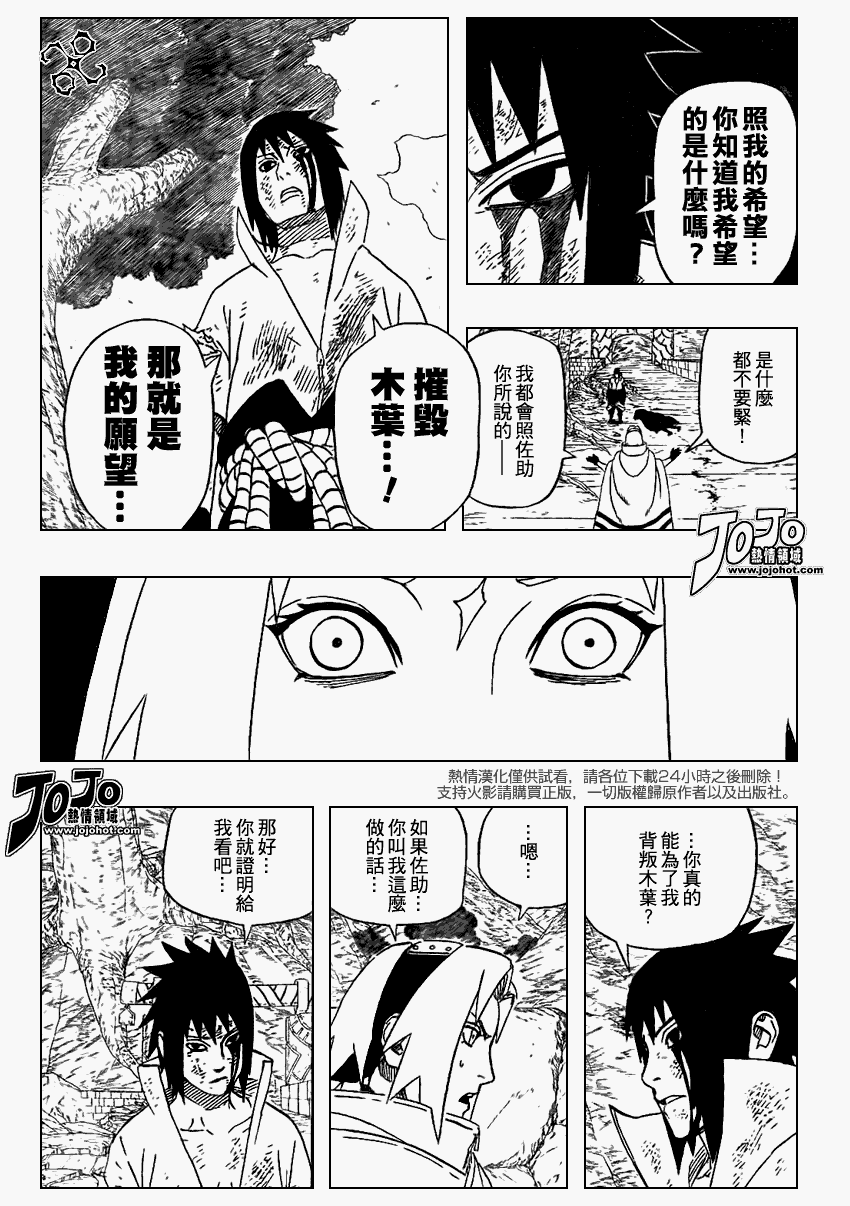 照我的希望…
你知道我希望
的是什麼嗎？
摧毀
木葉…！
那就是
我的願望…
是什麼
都不要緊！
我都會照佐助
你所說的——
JOJO
熱情領域
www.jojohot.com
熱情漢化僅供試看，請各位下載24小時之後刪除！
支持火影請購買正版，一切版權歸原作者以及出版社。
JOJO
熱情領域
www.jojohot.com
…你真的
能為了我
背叛木葉？
…嗯…
如果佐助…
你叫我這麼
做的話…
那好…
你就證明給
我看吧…